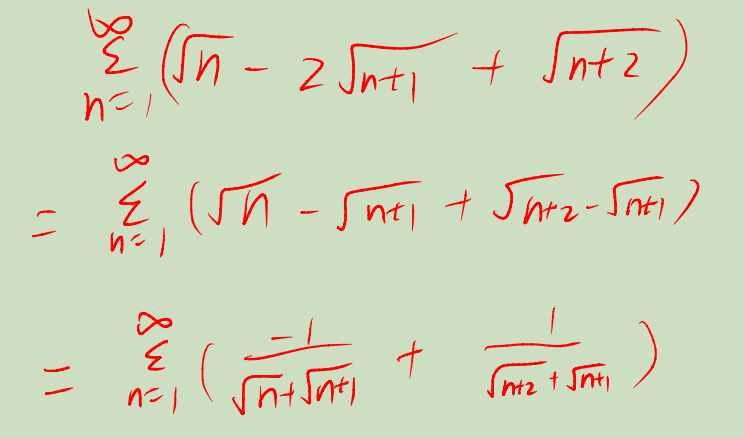 ∑_{n=1}^{∞} (√n - 2√(n+1) + √(n+2))
= ∑_{n=1}^{∞} (√n - √(n+1) + √(n+2) - √(n+1))
= ∑_{n=1}^{∞} (-1/(√n+√(n+1)) + 1/(√(n+2)+√(n+1)))